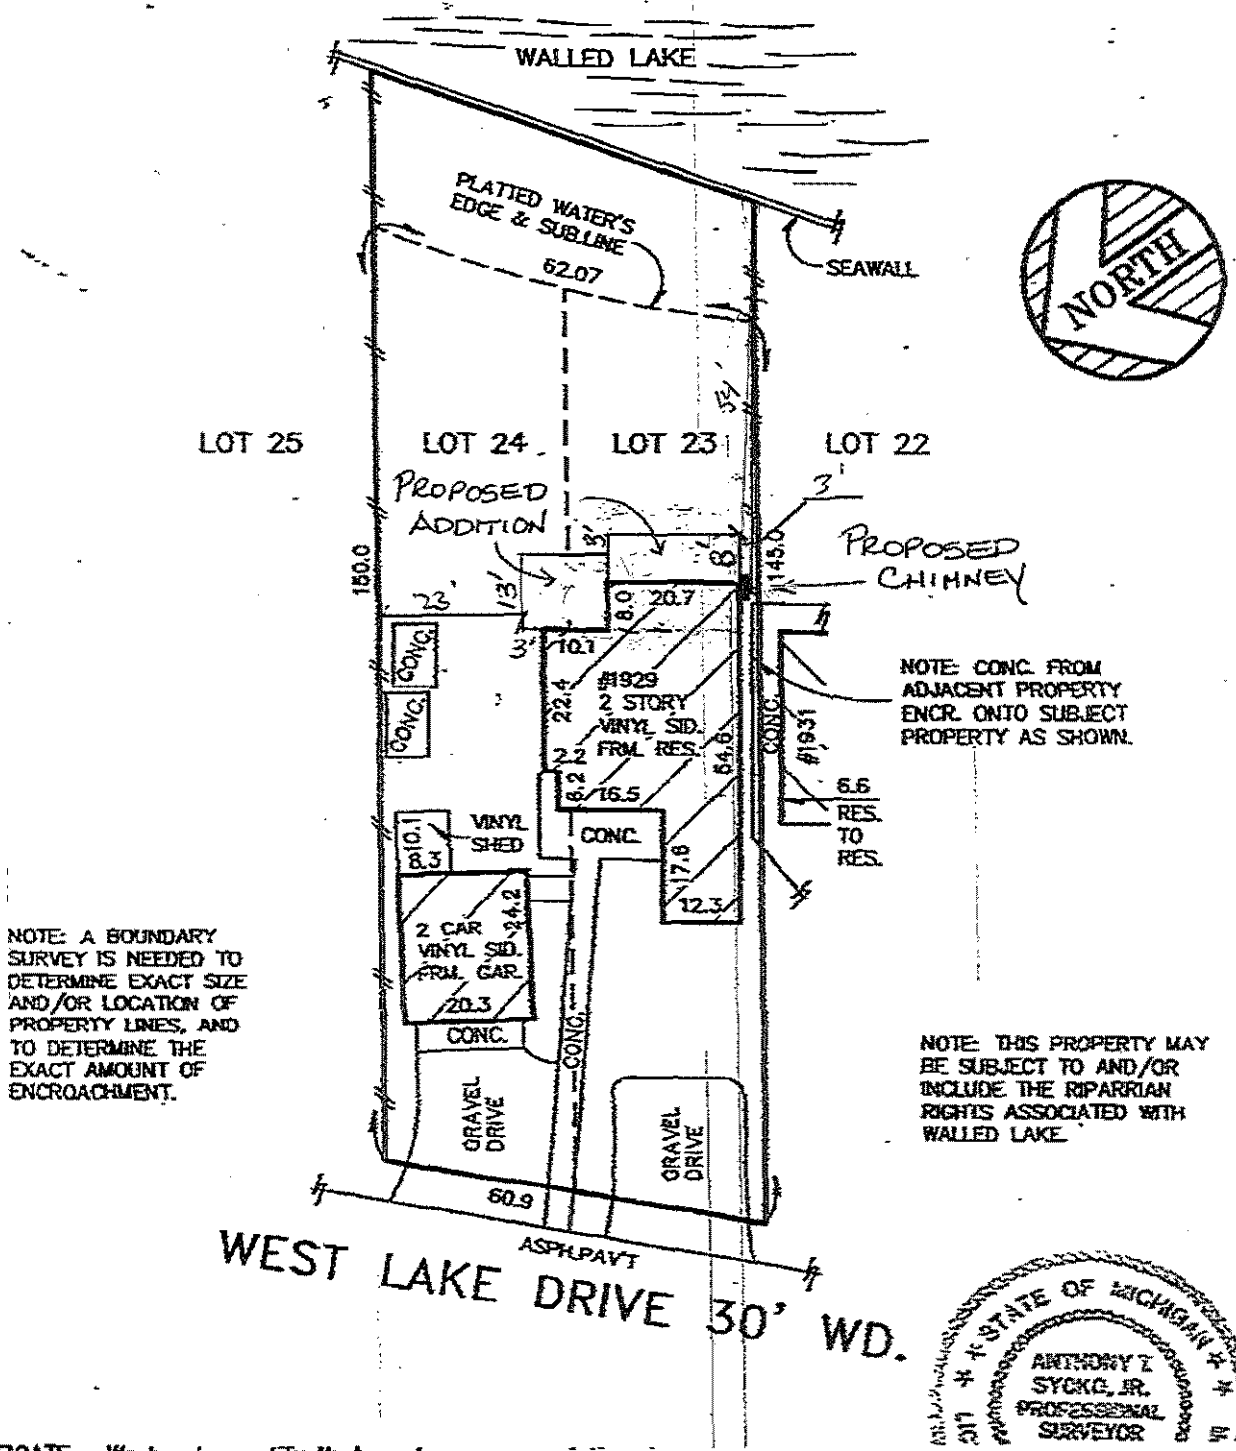 WALLED LAKE
PLATTED WATER'S
EDGE & SUB.LINE
62.07
SEAWALL
NORTH
54'
LOT 25
LOT 24
LOT 23
LOT 22
PROPOSED
ADDITION
3'
PROPOSED
CHIMNEY
150.0
145.0
23'
13'
3'
8'
8.0
20.7
3'
10.1
CONC.
CONC.
22.4
#1929
2 STORY
VINYL SID.
FRM. RES.
54.6
2.2
8.2
16.5
CONC.
#1931
NOTE: CONC. FROM
ADJACENT PROPERTY
ENCR. ONTO SUBJECT
PROPERTY AS SHOWN.
6.6
RES.
TO
RES.
10.1
8.3
VINYL
SHED
CONC.
17.6
12.3
2 CAR
VINYL SID.
FRM. GAR.
24.2
20.3
CONC.
CONC.
GRAVEL
DRIVE
GRAVEL
DRIVE
NOTE: A BOUNDARY
SURVEY IS NEEDED TO
DETERMINE EXACT SIZE
AND/OR LOCATION OF
PROPERTY LINES, AND
TO DETERMINE THE
EXACT AMOUNT OF
ENCROACHMENT.
NOTE: THIS PROPERTY MAY
BE SUBJECT TO AND/OR
INCLUDE THE RIPARRIAN
RIGHTS ASSOCIATED WITH
WALLED LAKE.
60.9
ASPH.PAV'T
WEST LAKE DRIVE 30' WD.
STATE OF MICHIGAN
ANTHONY T.
SYCKO, JR.
PROFESSIONAL
SURVEYOR